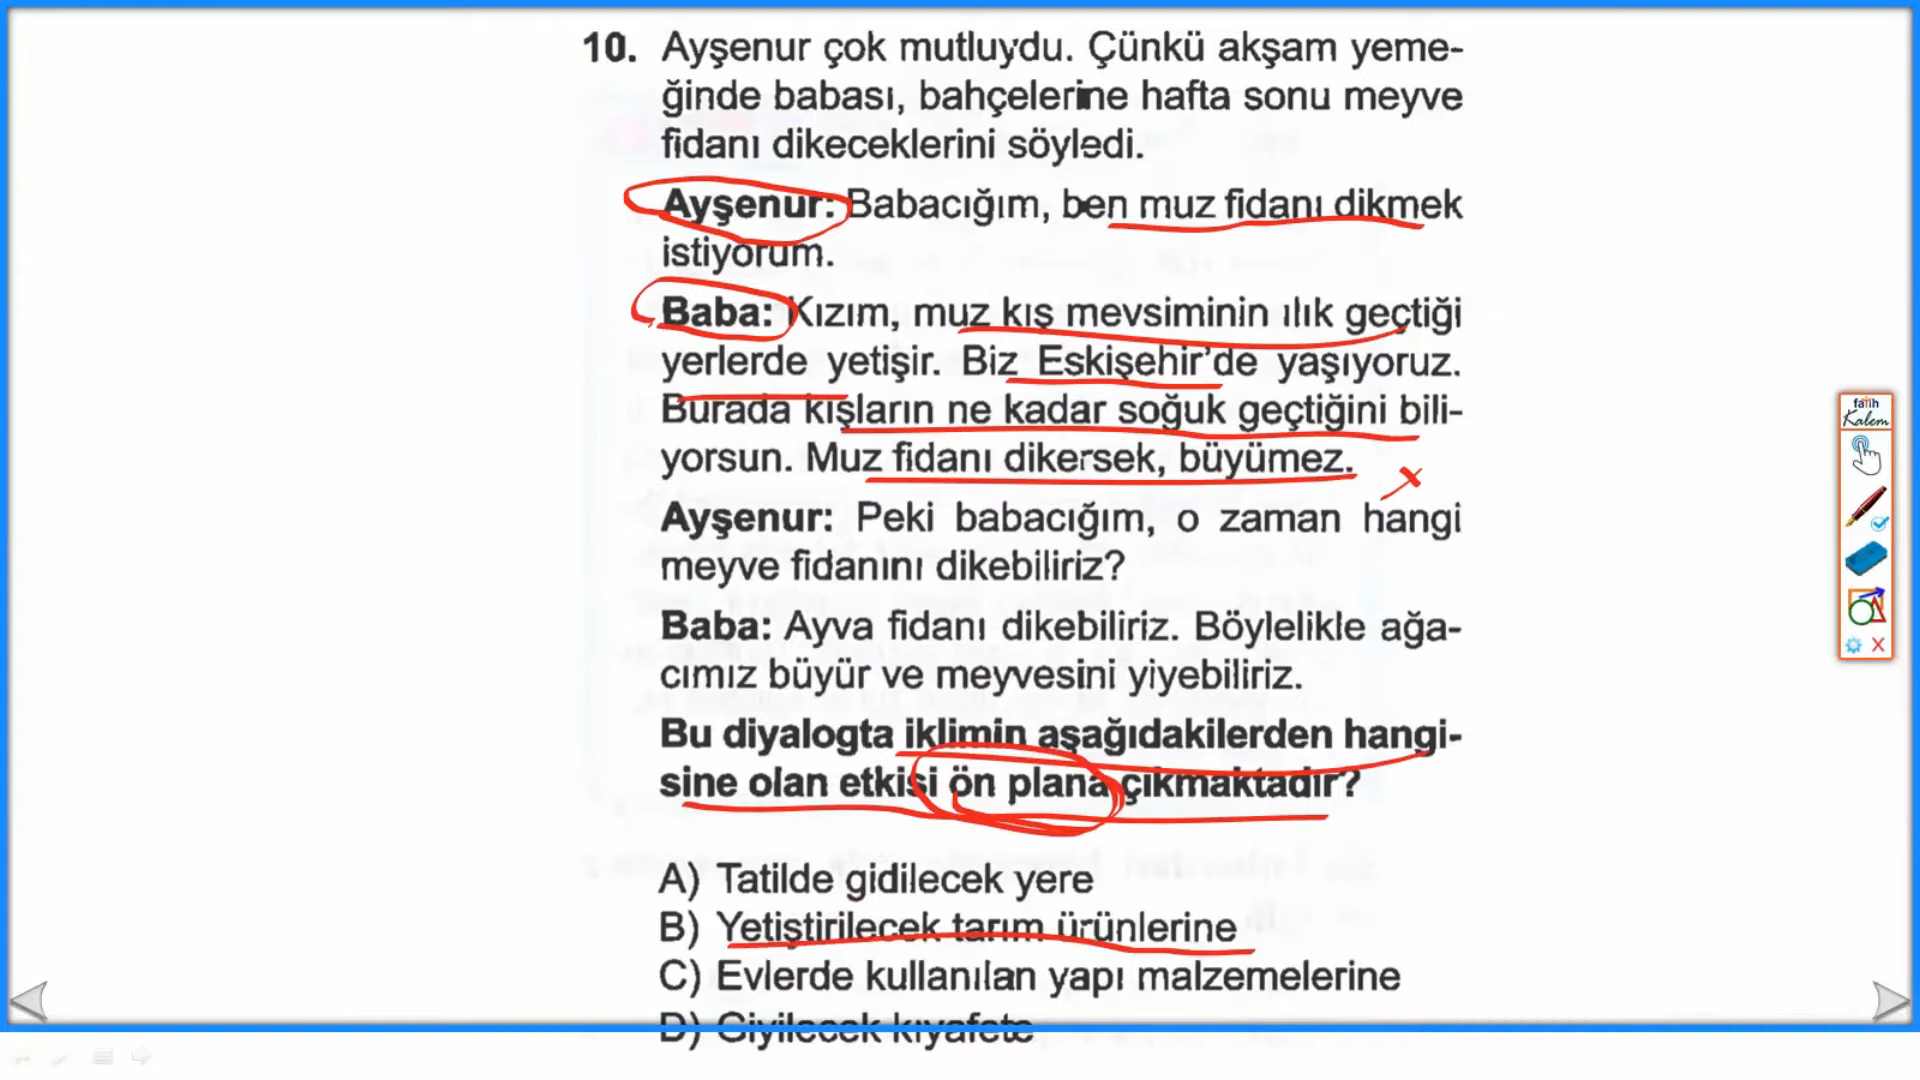 10. Ayşenur çok mutluydu. Çünkü akşam yeme-
ğinde babası, bahçelerine hafta sonu meyve
fidanı dikeceklerini söyledi.
Ayşenur: Babacığım, ben muz fidanı dikmek
istiyorum.
Baba: Kızım, muz kış mevsiminin ılık geçtiği
yerlerde yetişir. Biz Eskişehir'de yaşıyoruz.
Burada kışların ne kadar soğuk geçtiğini bili-
yorsun. Muz fidanı dikersek, büyümez.
Ayşenur: Peki babacığım, o zaman hangi
meyve fidanını dikebiliriz?
Baba: Ayva fidanı dikebiliriz. Böylelikle ağa-
cımız büyür ve meyvesini yiyebiliriz.
Bu diyalogta iklimin aşağıdakilerden hangi-
sine olan etkisi ön plana çıkmaktadır?
A) Tatilde gidilecek yere
B) Yetiştirilecek tarım ürünlerine
C) Evlerde kullanılan yapı malzemelerine
D) Giyilecek kıyafete
fatih
Kalem